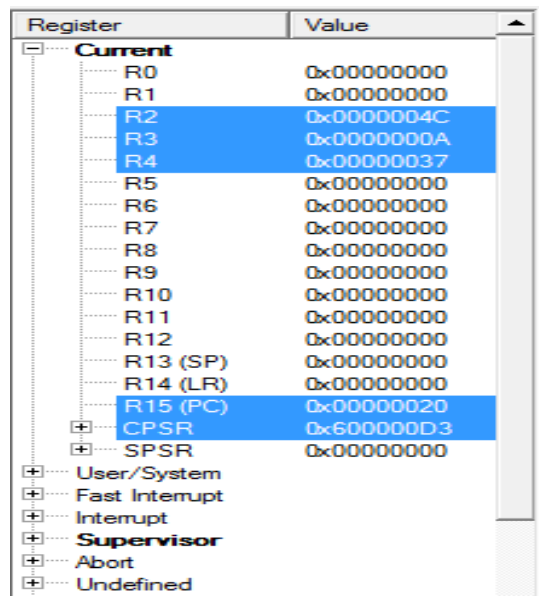 Register Value
Current
R0 0x00000000
R1 0x00000000
R2 0x0000004C
R3 0x0000000A
R4 0x00000037
R5 0x00000000
R6 0x00000000
R7 0x00000000
R8 0x00000000
R9 0x00000000
R10 0x00000000
R11 0x00000000
R12 0x00000000
R13 (SP) 0x00000000
R14 (LR) 0x00000000
R15 (PC) 0x00000020
CPSR 0x600000D3
SPSR 0x00000000
User/System
Fast Interrupt
Interrupt
Supervisor
Abort
Undefined